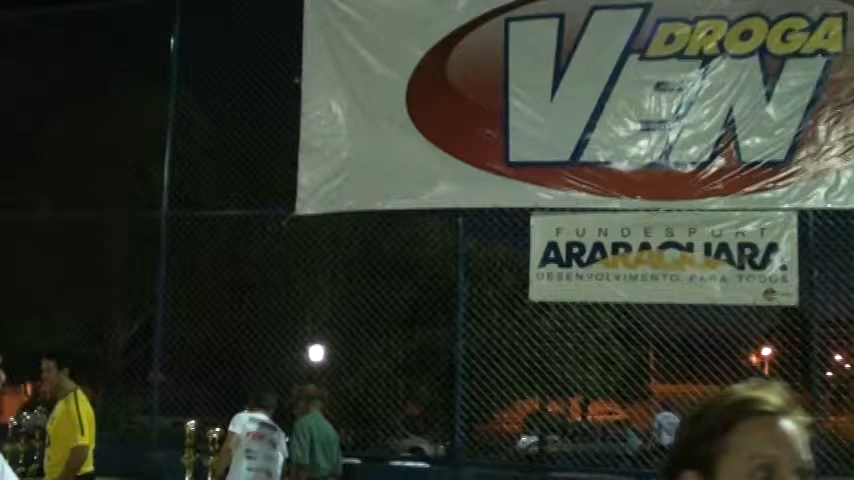 DROGA
VEN
FUNDESPORT
ARARAQUARA
DESENVOLVIMENTO PARA TODOS